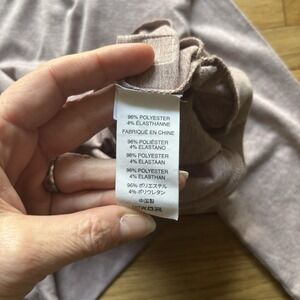 96% POLYESTER
4% ELASTHANNE
FABRIQUÉ EN CHINE
96% POLIÉSTER
4% ELASTANO
96% POLYESTER
4% ELASTAAN
96% POLYESTER
4% ELASTHAN
96% ポリエステル
4% ポリウレタン
中国製